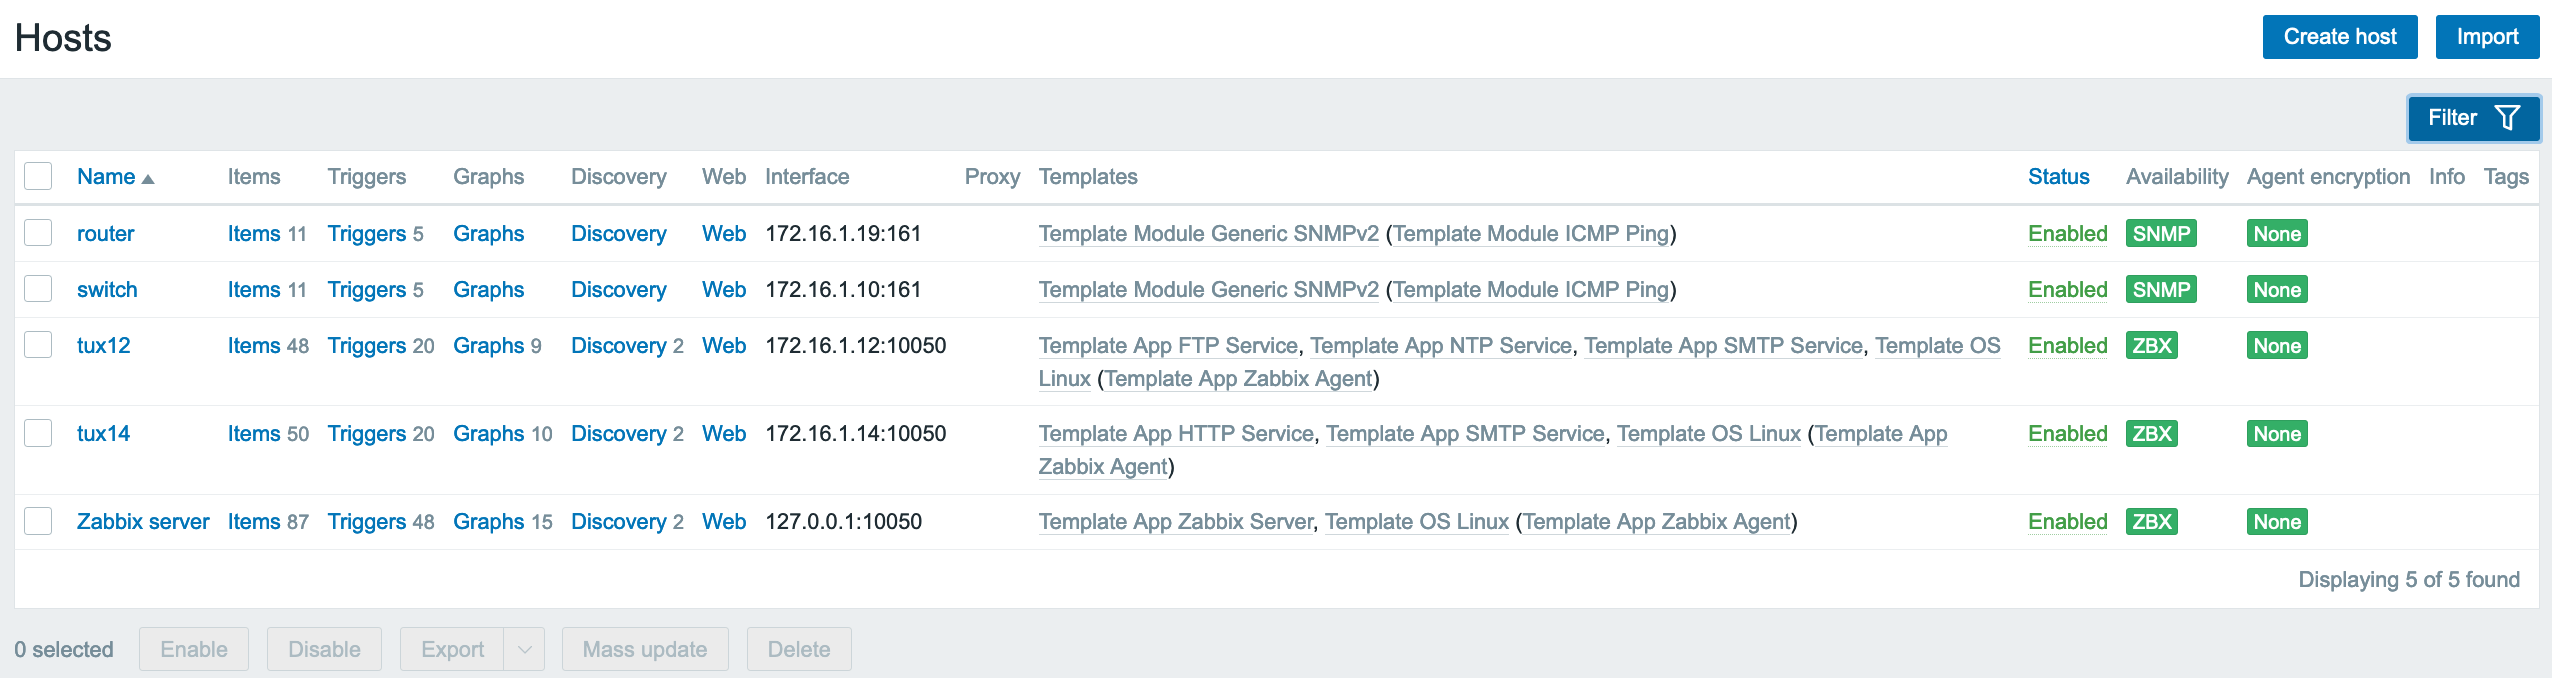 Hosts Create host Import
Filter
Name Items Triggers Graphs Discovery Web Interface Proxy Templates Status Availability Agent encryption Info Tags
router Items 11 Triggers 5 Graphs Discovery Web 172.16.1.19:161 Template Module Generic SNMPv2 (Template Module ICMP Ping) Enabled SNMP None
switch Items 11 Triggers 5 Graphs Discovery Web 172.16.1.10:161 Template Module Generic SNMPv2 (Template Module ICMP Ping) Enabled SNMP None
tux12 Items 48 Triggers 20 Graphs 9 Discovery 2 Web 172.16.1.12:10050 Template App FTP Service, Template App NTP Service, Template App SMTP Service, Template OS Enabled ZBX None
Linux (Template App Zabbix Agent)
tux14 Items 50 Triggers 20 Graphs 10 Discovery 2 Web 172.16.1.14:10050 Template App HTTP Service, Template App SMTP Service, Template OS Linux (Template App Enabled ZBX None
Zabbix Agent)
Zabbix server Items 87 Triggers 48 Graphs 15 Discovery 2 Web 127.0.0.1:10050 Template App Zabbix Server, Template OS Linux (Template App Zabbix Agent) Enabled ZBX None
Displaying 5 of 5 found
0 selected Enable Disable Export Mass update Delete